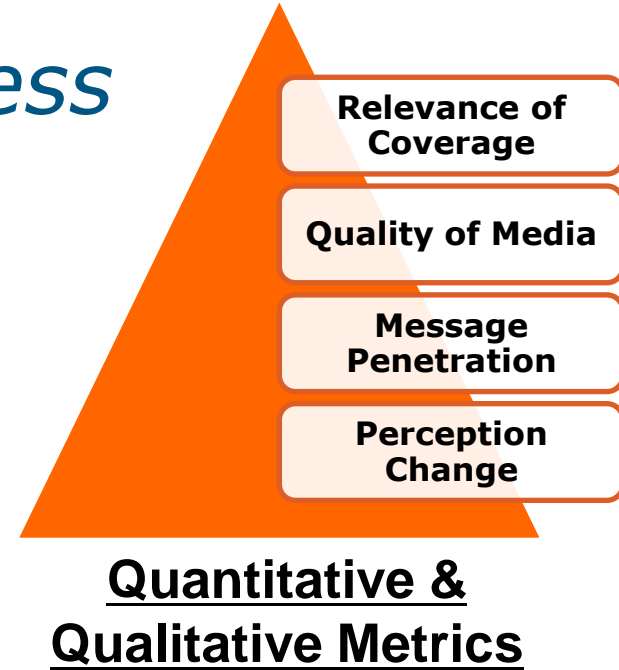 ess
Relevance of
Coverage
Quality of Media
Message
Penetration
Perception
Change
Quantitative &
Qualitative Metrics